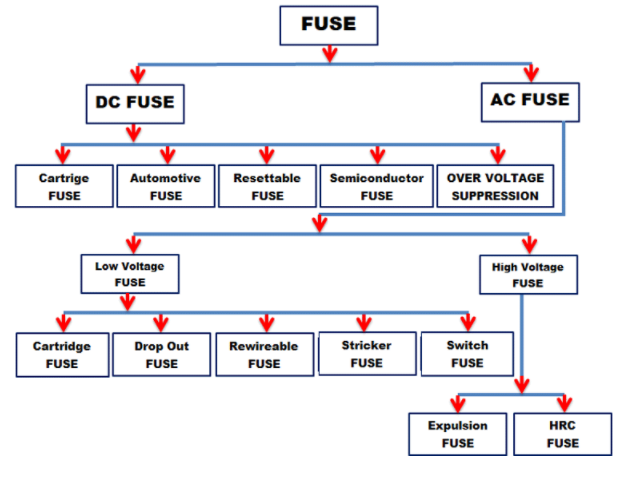 FUSE
DC FUSE
AC FUSE
Cartrige
FUSE
Automotive
FUSE
Resettable
FUSE
Semiconductor
FUSE
OVER VOLTAGE
SUPPRESSION
Low Voltage
FUSE
High Voltage
FUSE
Cartridge
FUSE
Drop Out
FUSE
Rewireable
FUSE
Stricker
FUSE
Switch
FUSE
Expulsion
FUSE
HRC
FUSE